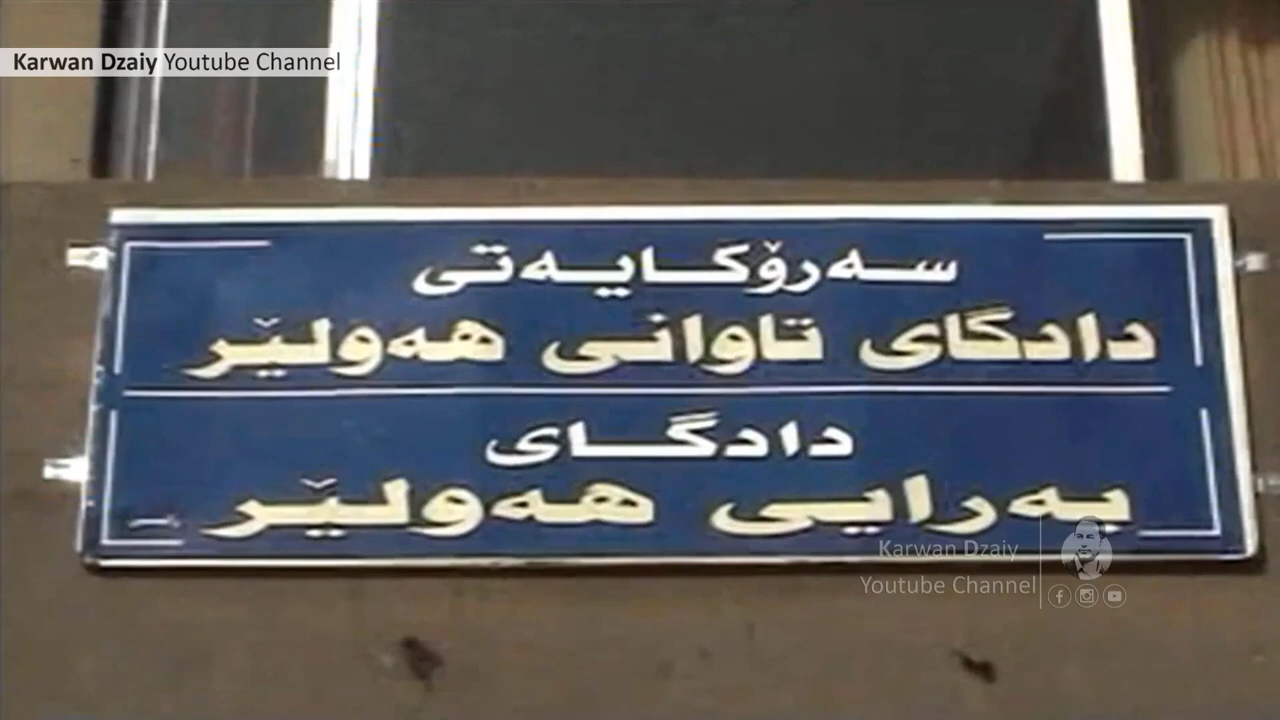 Karwan Dzaiy Youtube Channel
سەرۆکایەتی
دادگای تاوانی هەولێر
دادگای
بەرایی هەولێر
Karwan Dzaiy
Youtube Channel